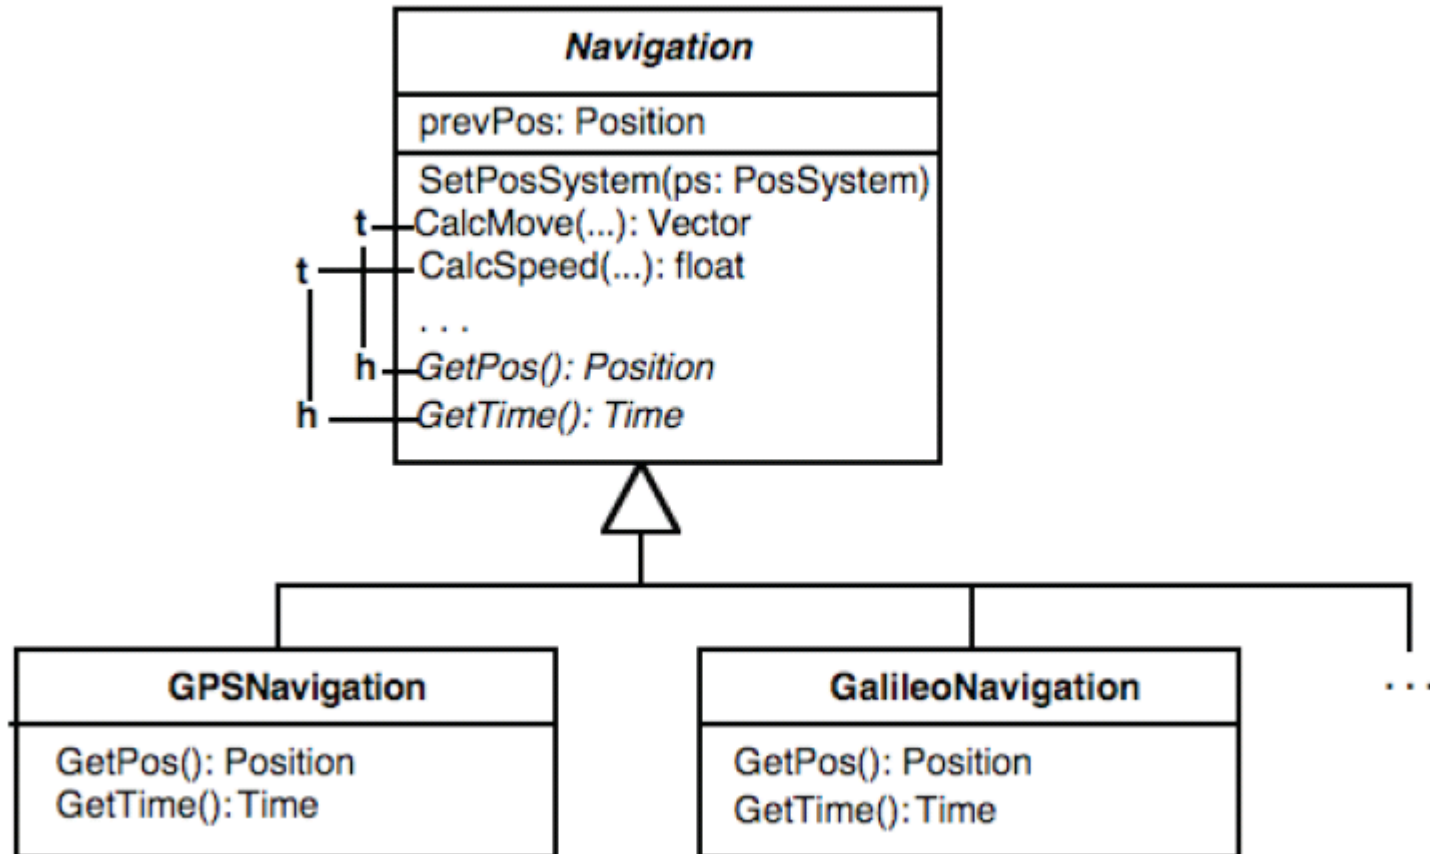 Navigation
prevPos: Position
SetPosSystem(ps: PosSystem)
t CalcMove(...): Vector
t CalcSpeed(...): float
. . .
h GetPos(): Position
h GetTime(): Time
GPSNavigation
GetPos(): Position
GetTime(): Time
GalileoNavigation
GetPos(): Position
GetTime(): Time
. . .